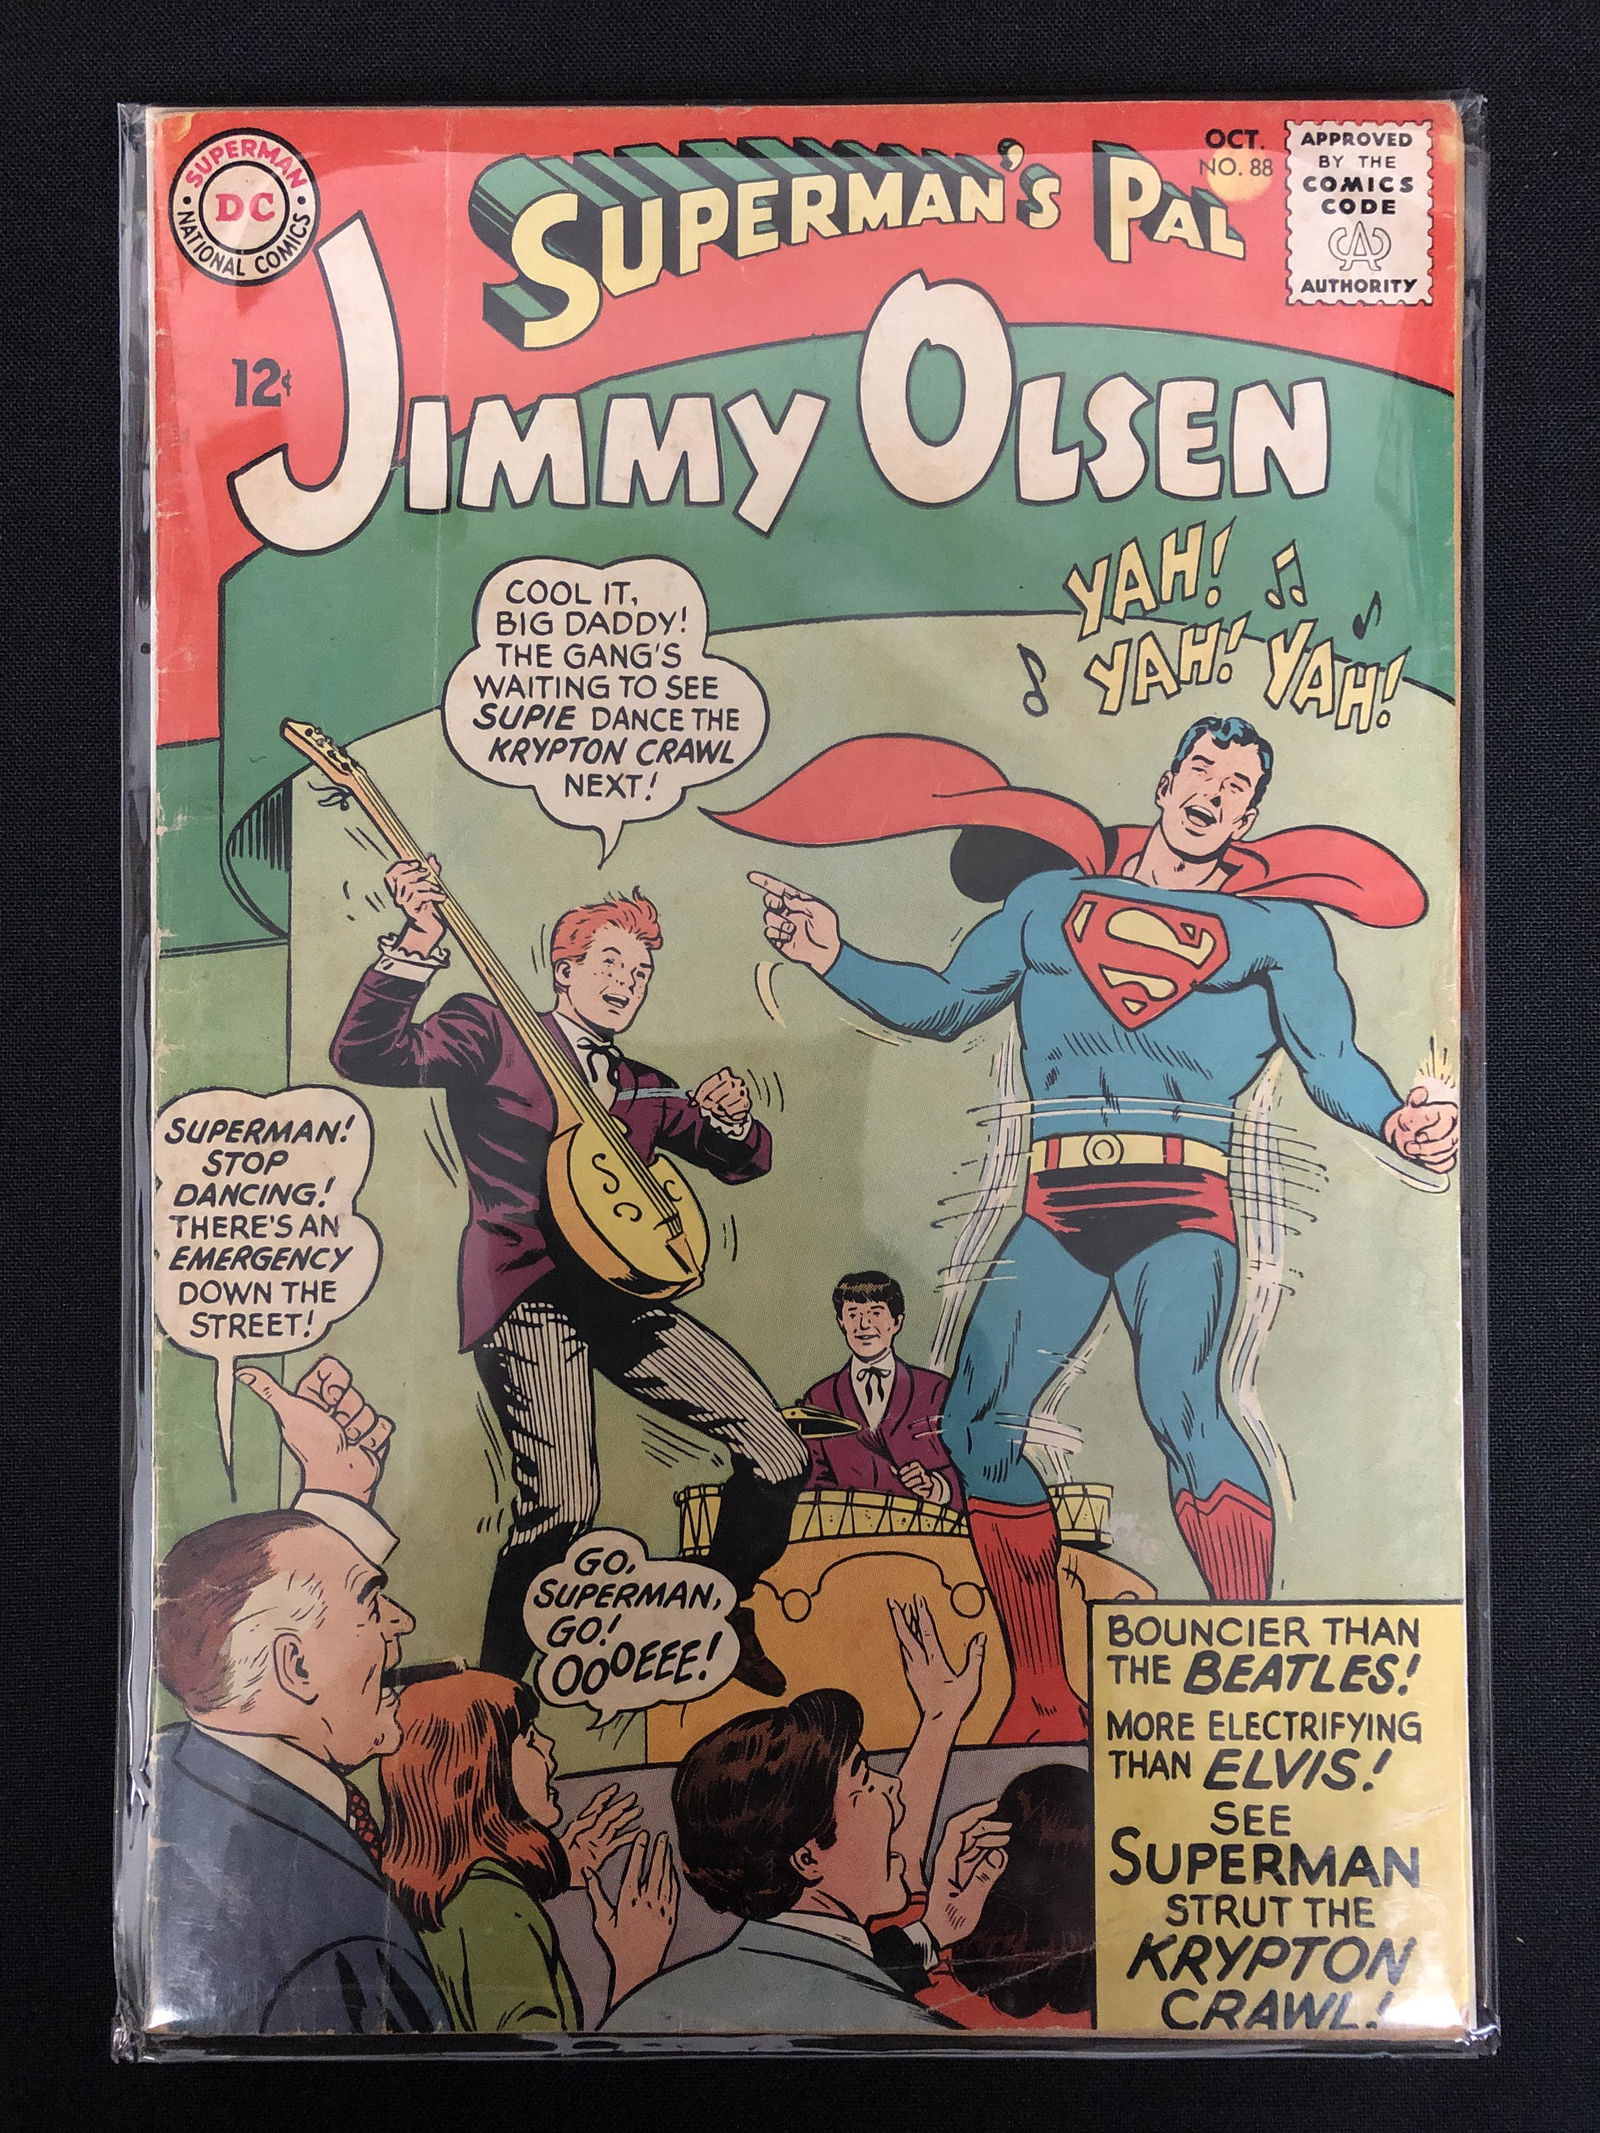 SUPERMAN
DC
NATIONAL COMICS
SUPERMAN'S PAL
JIMMY OLSEN
OCT.
NO. 88
APPROVED
BY THE
COMICS
CODE
CA
AUTHORITY
12¢
YAH!
YAH! YAH!
COOL IT,
BIG DADDY!
THE GANG'S
WAITING TO SEE
SUPIE DANCE THE
KRYPTON CRAWL
NEXT!
S
SUPERMAN!
STOP
DANCING!
THERE'S AN
EMERGENCY
DOWN THE
STREET!
GO,
SUPERMAN,
GO!
OOOEEE!
BOUNCIER THAN
THE BEATLES!
MORE ELECTRIFYING
THAN ELVIS!
SEE
SUPERMAN
STRUT THE
KRYPTON
CRAWL!